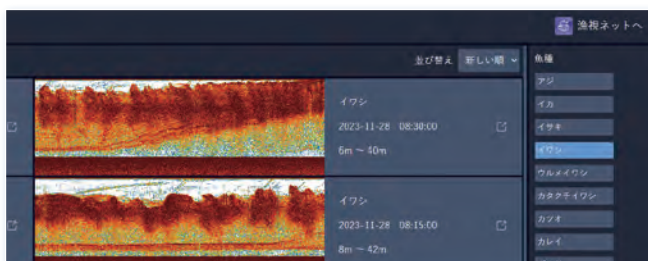 漁視ネットへ
並び替え 新しい順
イワシ
2023-11-28 08:30:00
6m ～ 40m
イワシ
2023-11-28 08:15:00
8m ～ 42m
魚種
アジ
イカ
イサキ
イワシ
ウルメイワシ
カタクチイワシ
カツオ
カレイ